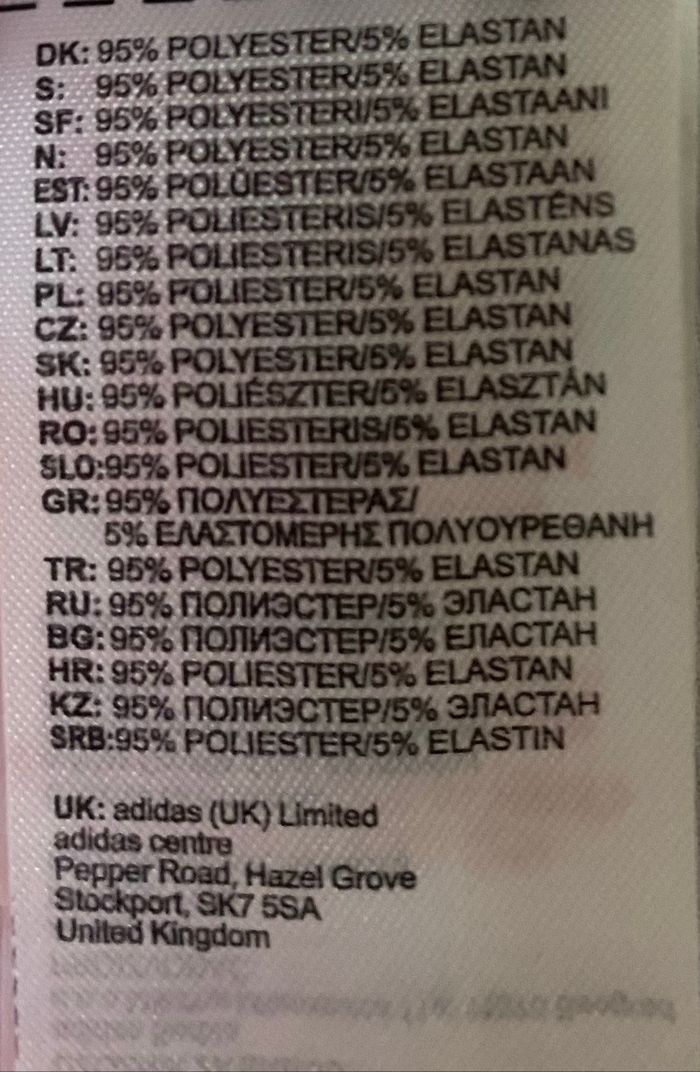 DK: 95% POLYESTER/5% ELASTAN
S: 95% POLYESTER/5% ELASTAN
SF: 95% POLYESTERI/5% ELASTAANI
N: 95% POLYESTER/5% ELASTAN
EST: 95% POLÜESTER/5% ELASTAAN
LV: 95% POLIESTERIS/5% ELASTĒNS
LT: 95% POLIESTERIS/5% ELASTANAS
PL: 95% POLIESTER/5% ELASTAN
CZ: 95% POLYESTER/5% ELASTAN
SK: 95% POLYESTER/5% ELASTAN
HU: 95% POLIÉSZTER/5% ELASZTÁN
RO: 95% POLIESTERIS/5% ELASTAN
SLO:95% POLIESTER/5% ELASTAN
GR: 95% ΠΟΛΥΕΣΤΕΡΑΣ/
5% ΕΛΑΣΤΟΜΕΡΗΣ ΠΟΛΥΟΥΡΕΘΑΝΗ
TR: 95% POLYESTER/5% ELASTAN
RU: 95% ПОЛИЭСТЕР/5% ЭЛАСТАН
BG: 95% ПОЛИЭСТЕР/5% ЕЛАСТАН
HR: 95% POLIESTER/5% ELASTAN
KZ: 95% ПОЛИЭСТЕР/5% ЭЛАСТАН
SRB:95% POLIESTER/5% ELASTIN
UK: adidas (UK) Limited
adidas centre
Pepper Road, Hazel Grove
Stockport, SK7 5SA
United Kingdom